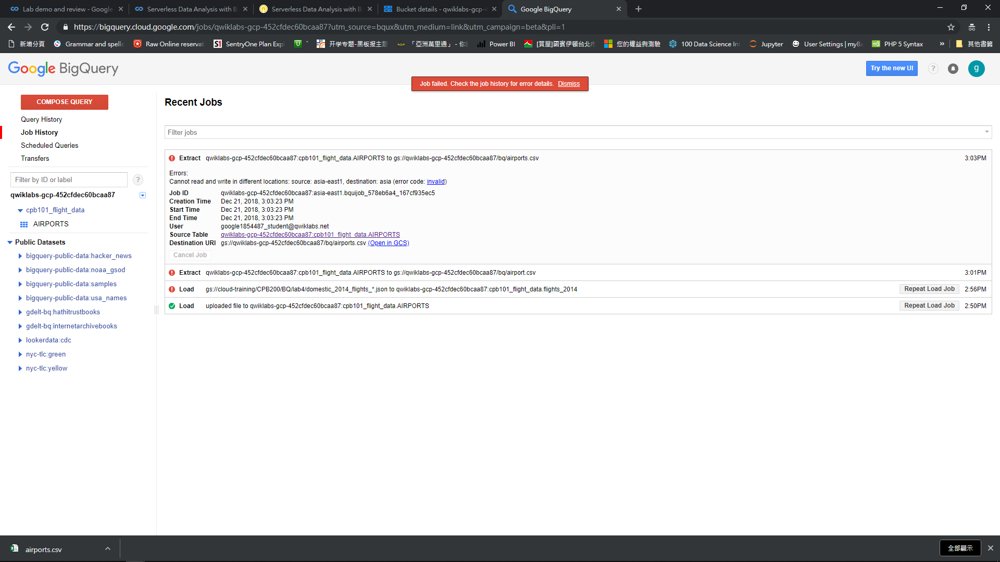 Lab demo and review - Google
Serverless Data Analysis with Bi
Serverless Data Analysis with Bi
Bucket details - qwiklabs-gcp-4
Google BigQuery
https://bigquery.cloud.google.com/jobs/qwiklabs-gcp-452cfdec60bcaa87?utm_source=bqux&utm_medium=link&utm_campaign=beta&pli=1
新增分頁
Grammar and spellc
Raw Online reservat
SentryOne Plan Expl
`
开学专题-黑板报主题
「亞洲萬里通」 - 你的
Power BI
[買屋]國賓伊頓台北市
您的權益與測驗
100 Data Science Int
Jupyter
User Settings | myBa
PHP 5 Syntax
»
其他書籤
Google BigQuery
Try the new UI
?
g
Job failed. Check the job history for error details. Dismiss
COMPOSE QUERY
Query History
Job History
Scheduled Queries
Transfers
Filter by ID or label
?
qwiklabs-gcp-452cfdec60bcaa87
cpb101_flight_data
AIRPORTS
Public Datasets
bigquery-public-data:hacker_news
bigquery-public-data:noaa_gsod
bigquery-public-data:samples
bigquery-public-data:usa_names
gdelt-bq:hathitrustbooks
gdelt-bq:internetarchivebooks
lookerdata:cdc
nyc-tlc:green
nyc-tlc:yellow
Recent Jobs
Filter jobs
Extract qwiklabs-gcp-452cfdec60bcaa87:cpb101_flight_data.AIRPORTS to gs://qwiklabs-gcp-452cfdec60bcaa87/bq/airports.csv 3:03PM
Errors:
Cannot read and write in different locations: source: asia-east1, destination: asia (error code: invalid)
Job ID qwiklabs-gcp-452cfdec60bcaa87:asia-east1.bquijob_578eb6a4_167cf935ec5
Creation Time Dec 21, 2018, 3:03:23 PM
Start Time Dec 21, 2018, 3:03:23 PM
End Time Dec 21, 2018, 3:03:23 PM
User google1854487_student@qwiklabs.net
Source Table qwiklabs-gcp-452cfdec60bcaa87:cpb101_flight_data.AIRPORTS
Destination URI gs://qwiklabs-gcp-452cfdec60bcaa87/bq/airports.csv (Open in GCS)
Cancel Job
Extract qwiklabs-gcp-452cfdec60bcaa87:cpb101_flight_data.AIRPORTS to gs://qwiklabs-gcp-452cfdec60bcaa87/bq/airport.csv 3:01PM
Load gs://cloud-training/CPB200/BQ/lab4/domestic_2014_flights_*.json to qwiklabs-gcp-452cfdec60bcaa87:cpb101_flight_data.flights_2014 Repeat Load Job 2:56PM
Load uploaded file to qwiklabs-gcp-452cfdec60bcaa87:cpb101_flight_data.AIRPORTS Repeat Load Job 2:50PM
airports.csv
全部顯示